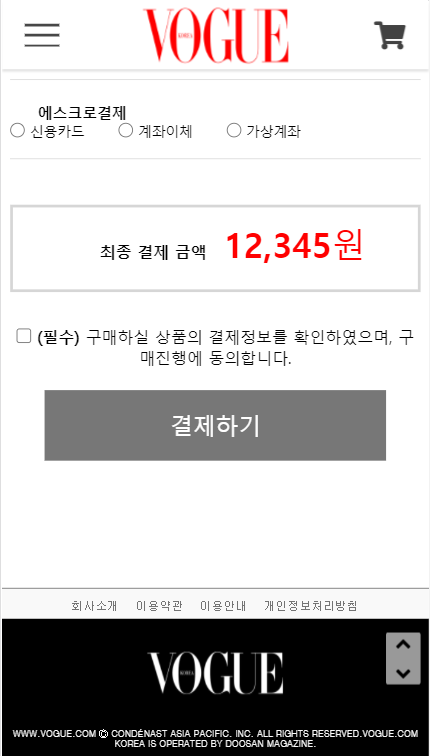 VOGUE
KOREA
에스크로결제
신용카드 계좌이체 가상계좌
최종 결제 금액 12,345원
(필수) 구매하실 상품의 결제정보를 확인하였으며, 구
매진행에 동의합니다.
결제하기
회사소개 이용약관 이용안내 개인정보처리방침
VOGUE
KOREA
WWW.VOGUE.COM © CONDÉNAST ASIA PACIFIC. INC. ALL RIGHTS RESERVED.VOGUE.COM
KOREA IS OPERATED BY DOOSAN MAGAZINE.